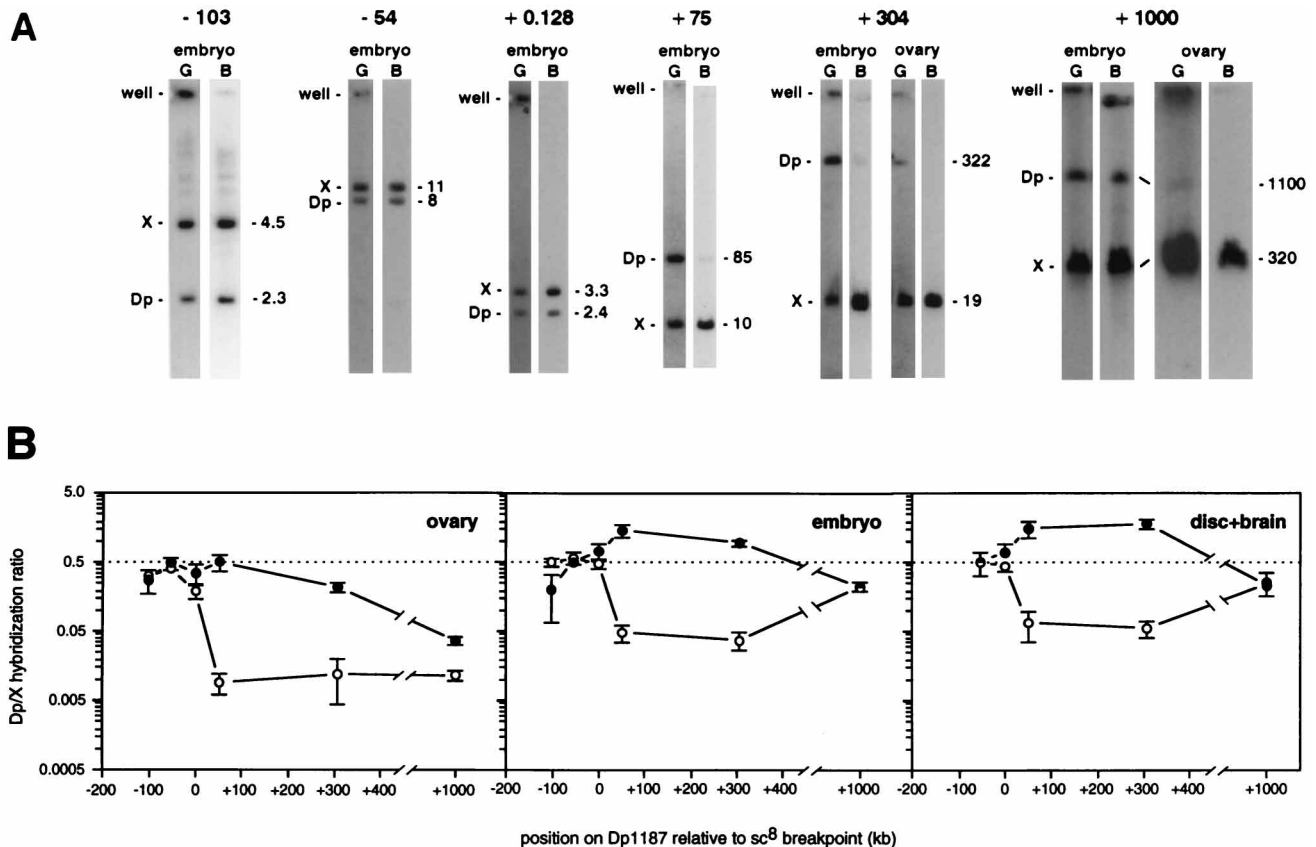 A
- 103
- 54
+ 0.128
+ 75
+ 304
+ 1000
embryo
embryo
embryo
embryo
embryo ovary
embryo ovary
G B
G B
G B
G B
G B G B
G B G B
well -
X -
Dp -
- 4.5
- 2.3
well -
X -
Dp -
- 11
- 8
well -
X -
Dp -
- 3.3
- 2.4
well -
Dp -
X -
- 85
- 10
well -
Dp -
X -
- 322
- 19
well -
Dp -
X -
- 1100
- 320
B
Dp/X hybridization ratio
5.0
0.5
0.05
0.005
0.0005
ovary
embryo
disc+brain
-200 -100 0 +100 +200 +300 +400 +1000
-200 -100 0 +100 +200 +300 +400 +1000
-200 -100 0 +100 +200 +300 +400 +1000
position on Dp1187 relative to sc8 breakpoint (kb)